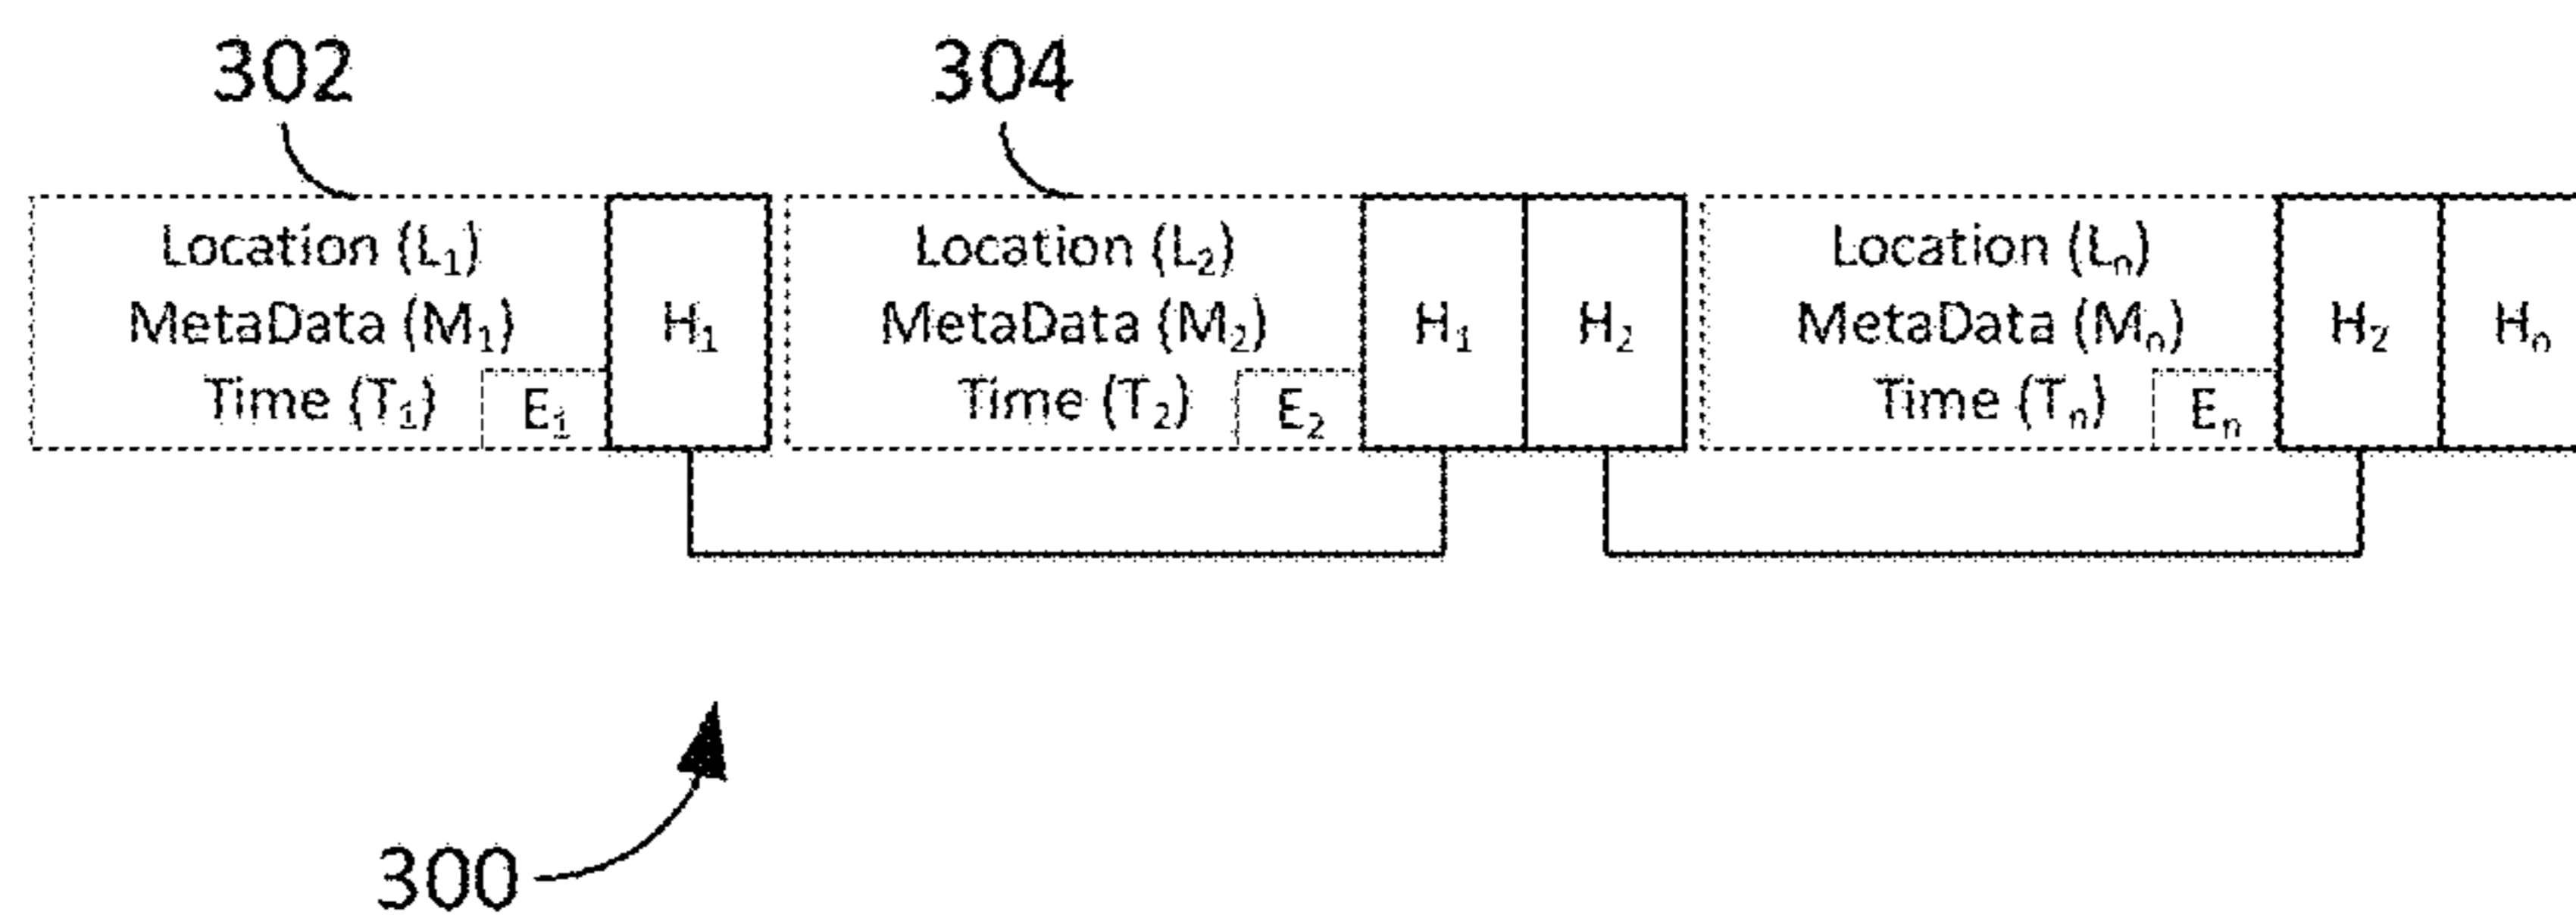 302
304
Location (L₁)
MetaData (M₁)
Time (T₁)
E₁
H₁
Location (L₂)
MetaData (M₂)
Time (T₂)
E₂
H₁
H₂
Location (Lₙ)
MetaData (Mₙ)
Time (Tₙ)
Eₙ
H₂
Hₙ
300